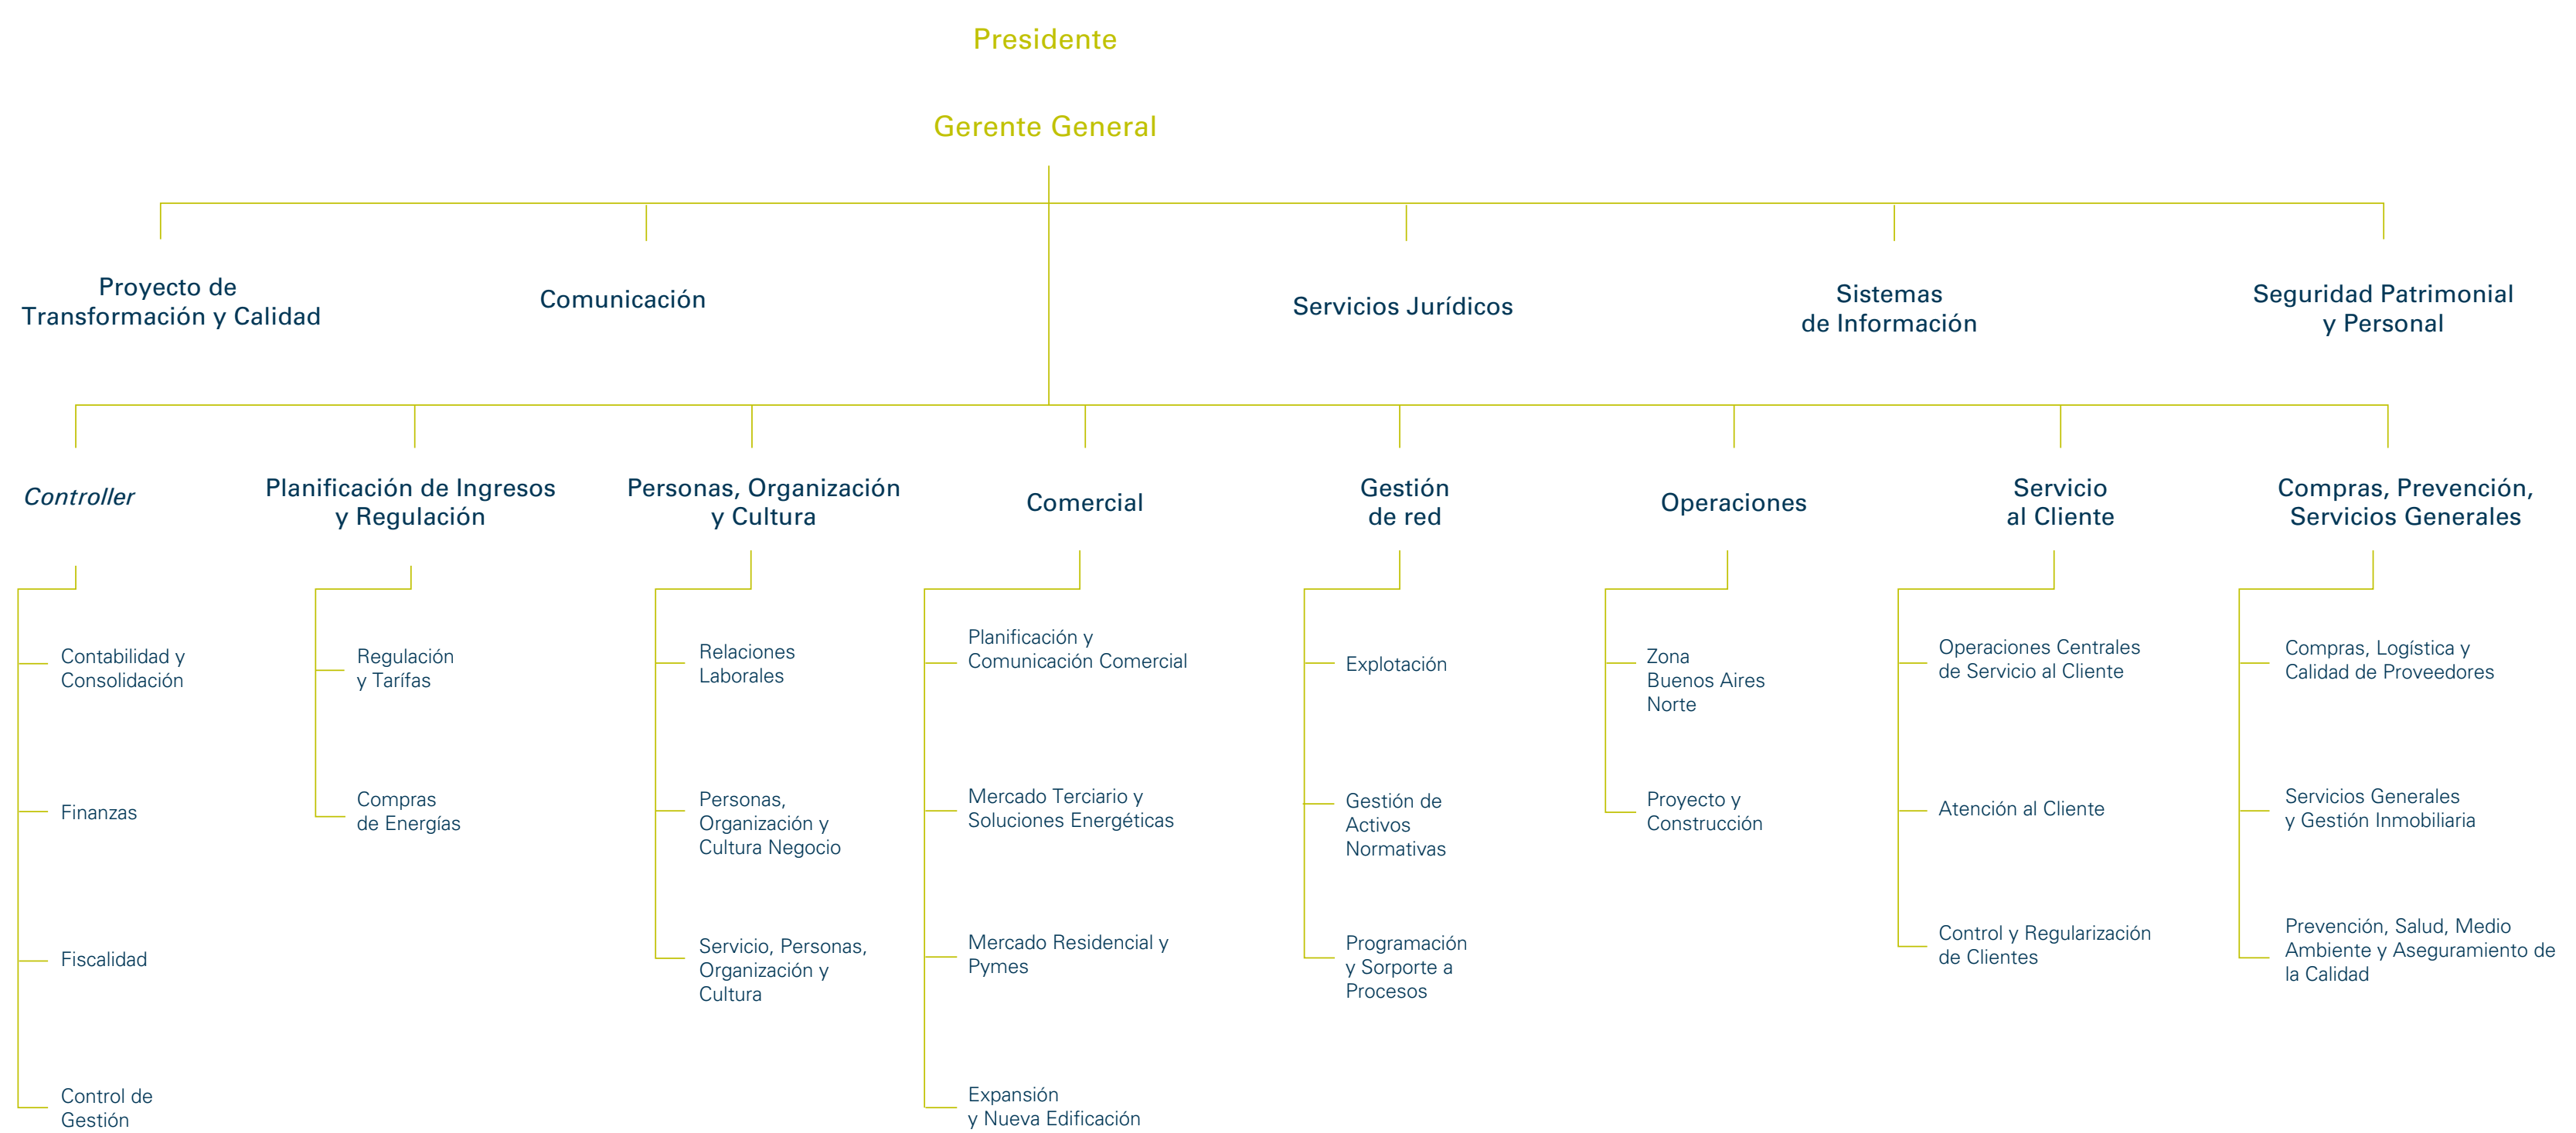 Presidente
Gerente General
Proyecto de
Transformación y Calidad
Comunicación
Servicios Jurídicos
Sistemas
de Información
Seguridad Patrimonial
y Personal
Controller
Planificación de Ingresos
y Regulación
Personas, Organización
y Cultura
Comercial
Gestión
de red
Operaciones
Servicio
al Cliente
Compras, Prevención,
Servicios Generales
Contabilidad y
Consolidación
Finanzas
Fiscalidad
Control de
Gestión
Regulación
y Tarífas
Compras
de Energías
Relaciones
Laborales
Personas,
Organización y
Cultura Negocio
Servicio, Personas,
Organización y
Cultura
Planificación y
Comunicación Comercial
Mercado Terciario y
Soluciones Energéticas
Mercado Residencial y
Pymes
Expansión
y Nueva Edificación
Explotación
Gestión de
Activos
Normativas
Programación
y Sorporte a
Procesos
Zona
Buenos Aires
Norte
Proyecto y
Construcción
Operaciones Centrales
de Servicio al Cliente
Atención al Cliente
Control y Regularización
de Clientes
Compras, Logística y
Calidad de Proveedores
Servicios Generales
y Gestión Inmobiliaria
Prevención, Salud, Medio
Ambiente y Aseguramiento de
la Calidad